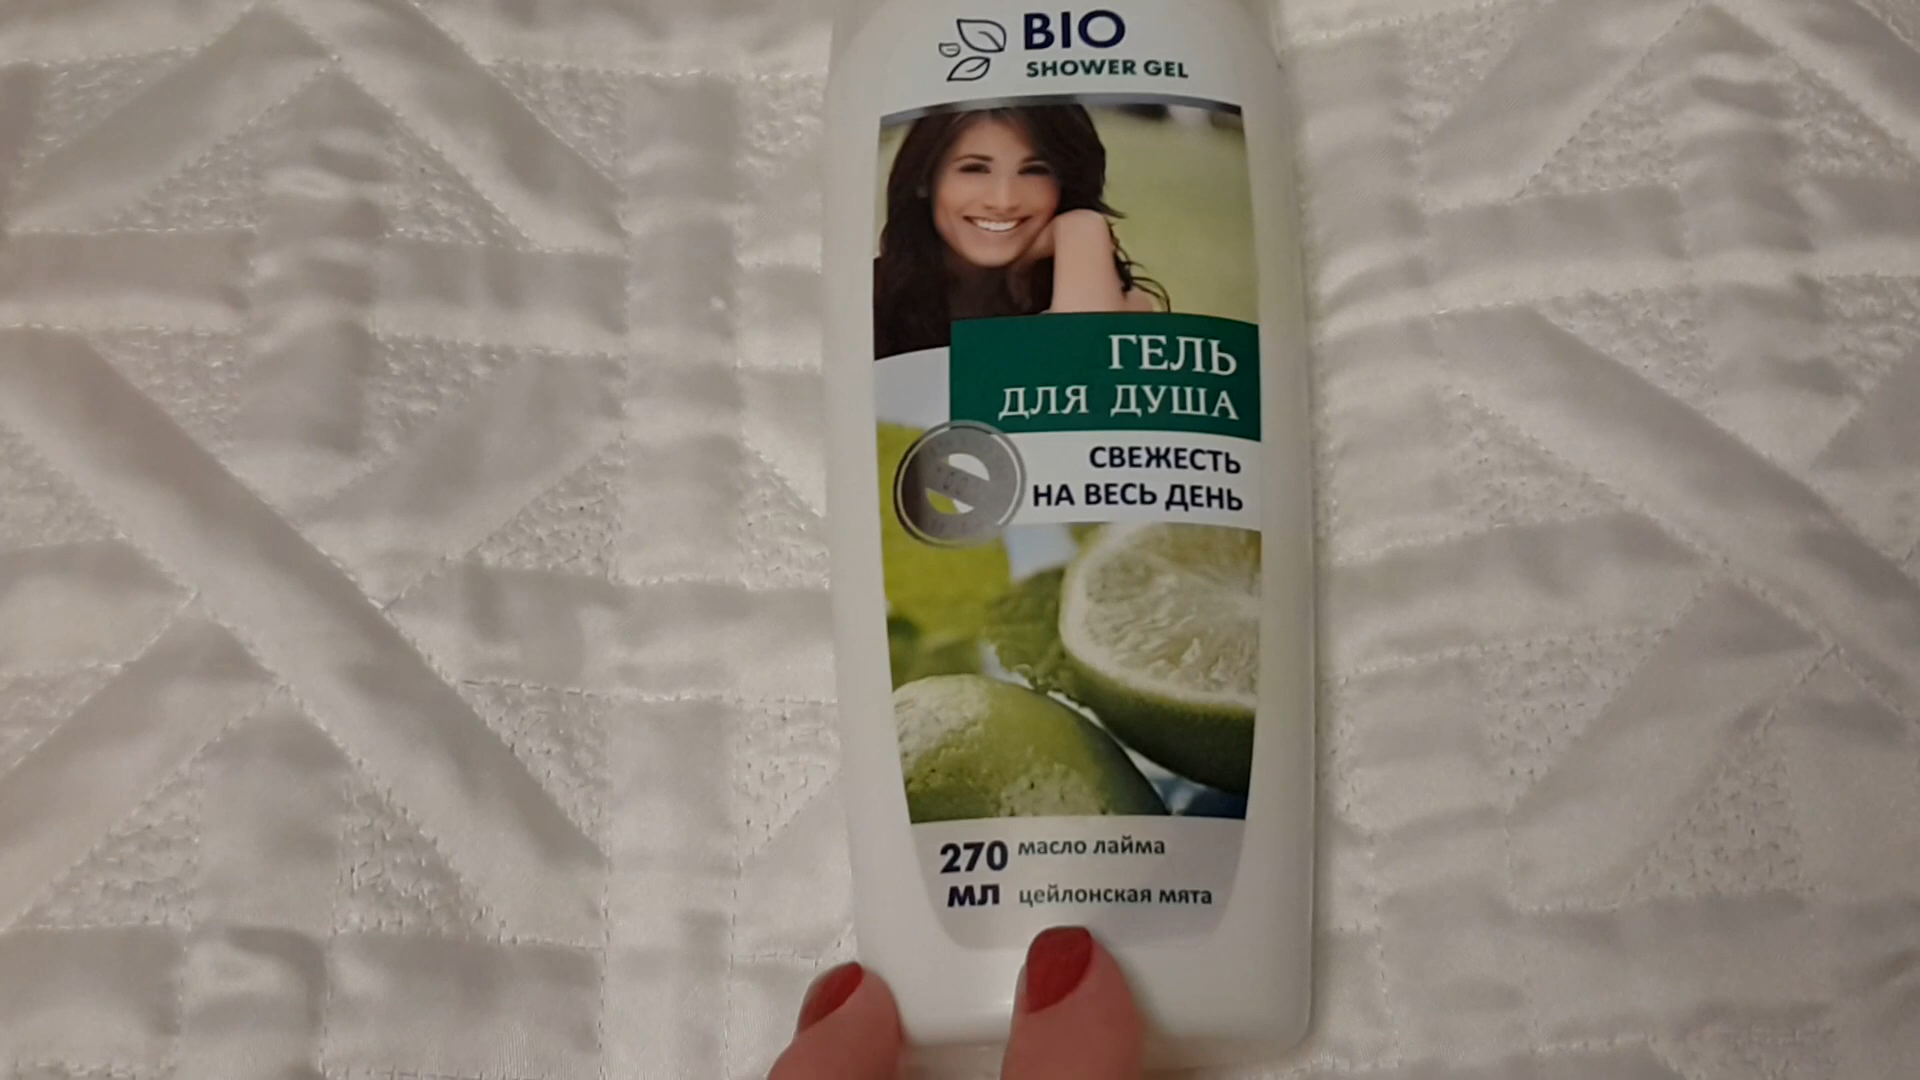 BIO
SHOWER GEL
ГЕЛЬ
ДЛЯ ДУША
СВЕЖЕСТЬ
НА ВЕСЬ ДЕНЬ
270 масло лайма
МЛ цейлонская мята